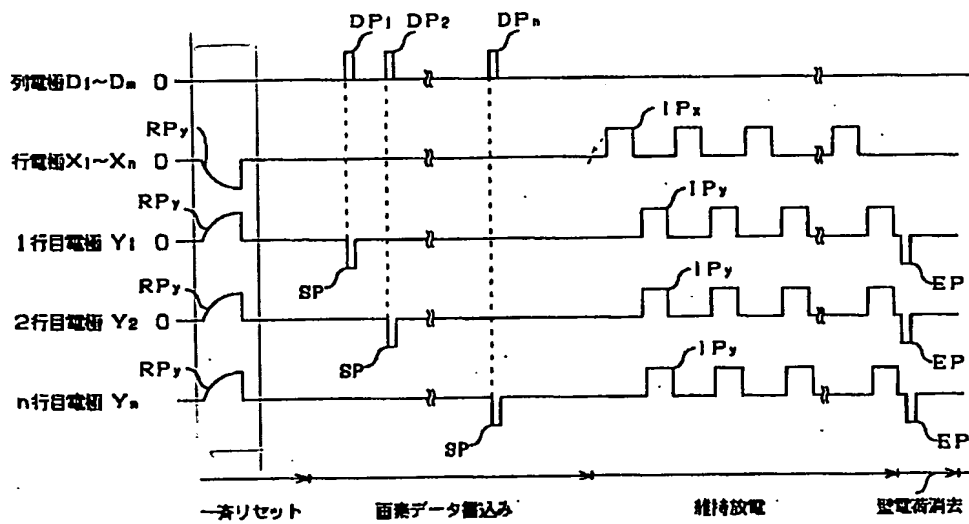 DP₁ DP₂ DPₙ
列電極D₁~Dₘ 0
RPy IPx
行電極X₁~Xₙ 0
RPy IPy
1行目電極 Y₁ 0
SP EP
RPy IPy
2行目電極 Y₂ 0
SP EP
RPy IPy
n行目電極 Yₙ
SP EP
一斉リセット 画素データ書込み 維持放電 壁電荷消去